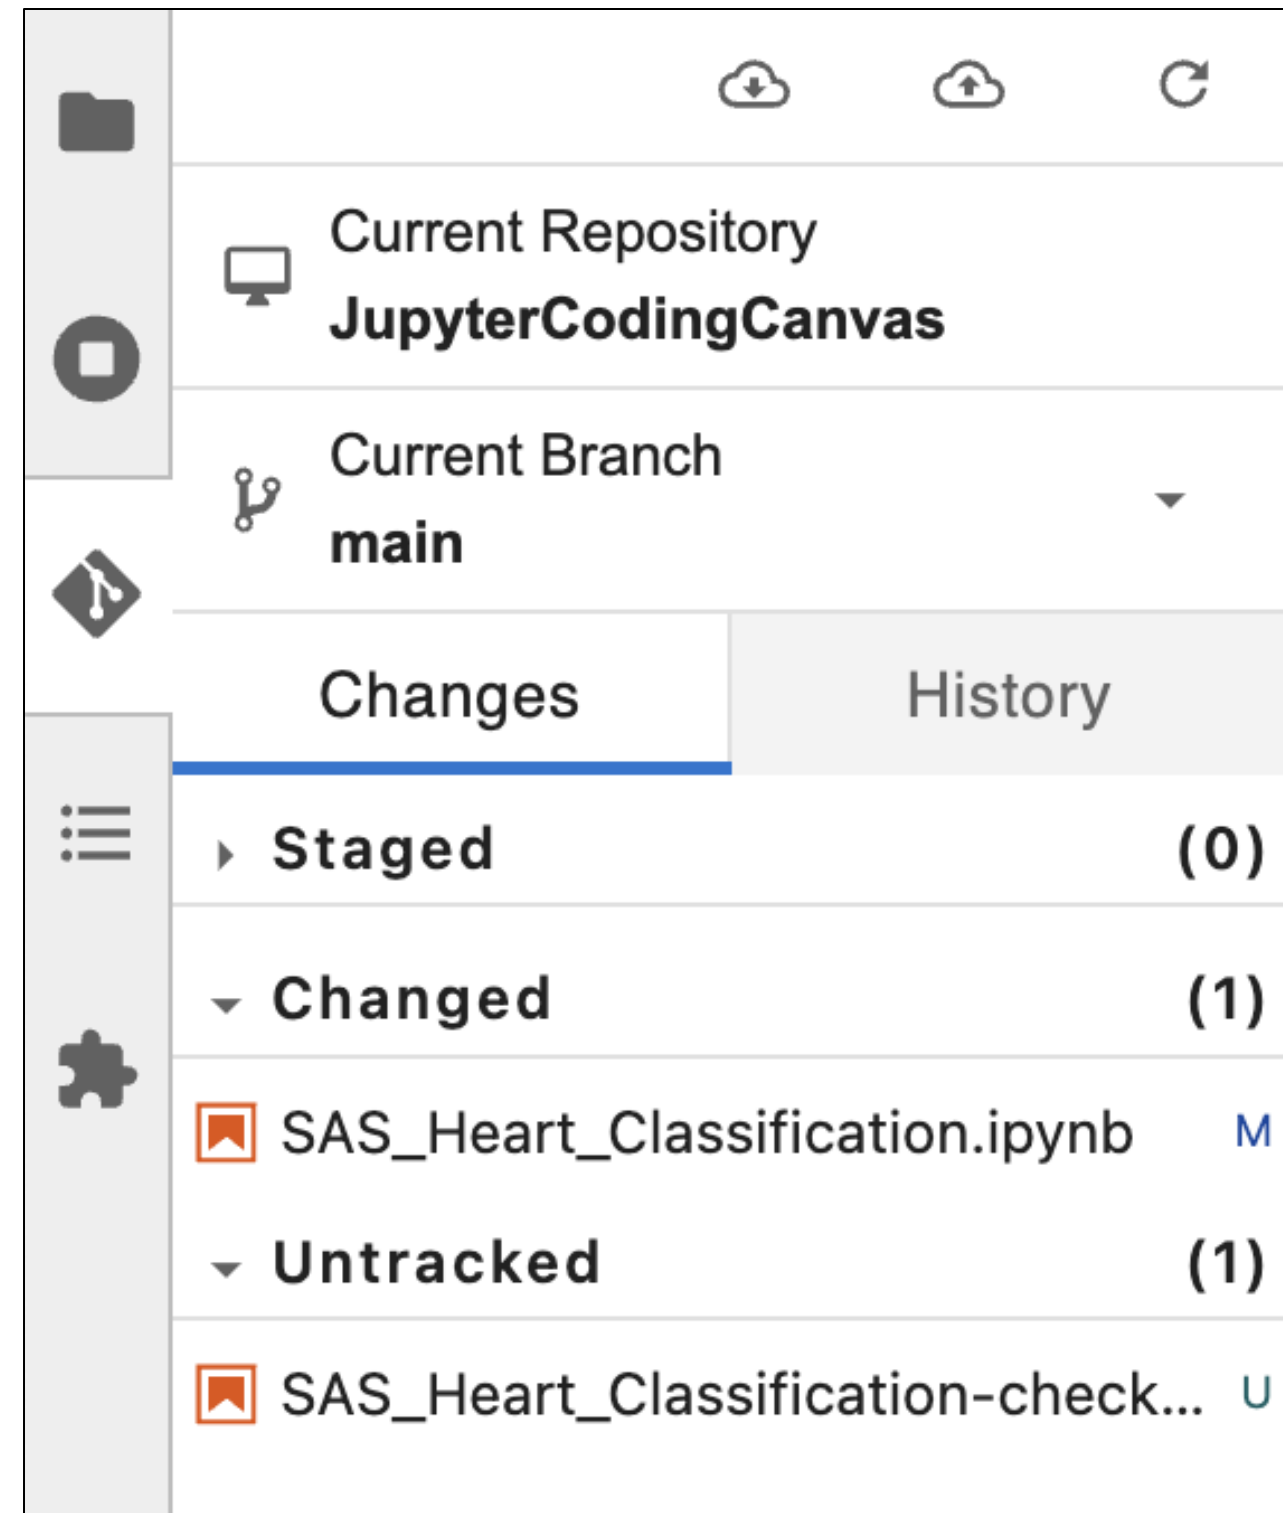 Current Repository
JupyterCodingCanvas
Current Branch
main
Changes History
Staged (0)
Changed (1)
SAS_Heart_Classification.ipynb M
Untracked (1)
SAS_Heart_Classification-check... U